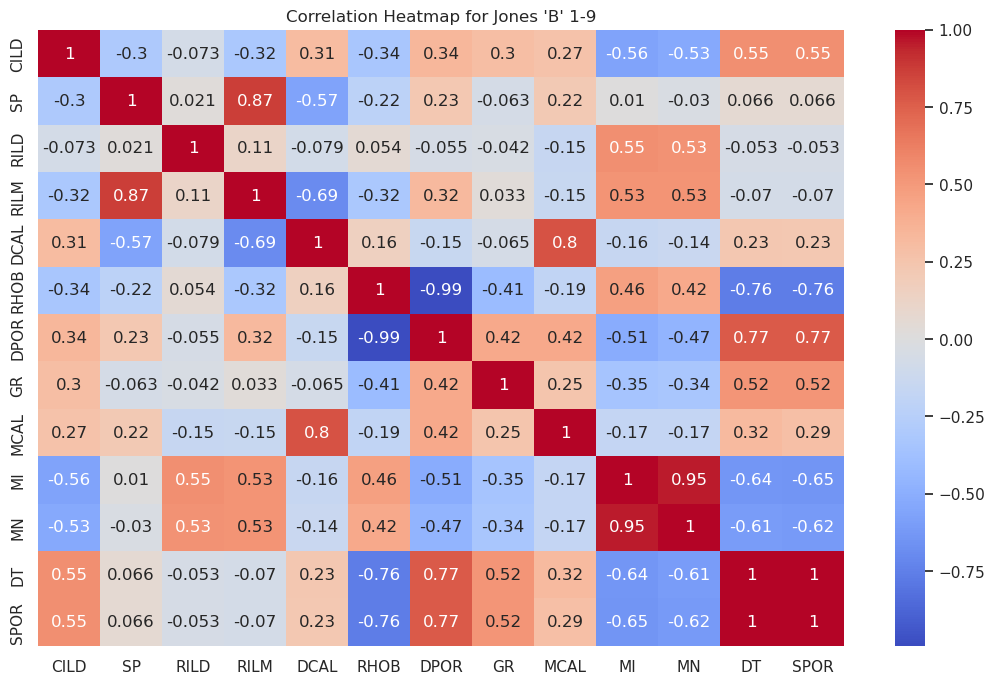 Correlation Heatmap for Jones 'B' 1-9
CILD 1 -0.3 -0.073 -0.32 0.31 -0.34 0.34 0.3 0.27 -0.56 -0.53 0.55 0.55
SP -0.3 1 0.021 0.87 -0.57 -0.22 0.23 -0.063 0.22 0.01 -0.03 0.066 0.066
RILD -0.073 0.021 1 0.11 -0.079 0.054 -0.055 -0.042 -0.15 0.55 0.53 -0.053 -0.053
RILM -0.32 0.87 0.11 1 -0.69 -0.32 0.32 0.033 -0.15 0.53 0.53 -0.07 -0.07
DCAL 0.31 -0.57 -0.079 -0.69 1 0.16 -0.15 -0.065 0.8 -0.16 -0.14 0.23 0.23
RHOB -0.34 -0.22 0.054 -0.32 0.16 1 -0.99 -0.41 -0.19 0.46 0.42 -0.76 -0.76
DPOR 0.34 0.23 -0.055 0.32 -0.15 -0.99 1 0.42 0.42 -0.51 -0.47 0.77 0.77
GR 0.3 -0.063 -0.042 0.033 -0.065 -0.41 0.42 1 0.25 -0.35 -0.34 0.52 0.52
MCAL 0.27 0.22 -0.15 -0.15 0.8 -0.19 0.42 0.25 1 -0.17 -0.17 0.32 0.29
MI -0.56 0.01 0.55 0.53 -0.16 0.46 -0.51 -0.35 -0.17 1 0.95 -0.64 -0.65
MN -0.53 -0.03 0.53 0.53 -0.14 0.42 -0.47 -0.34 -0.17 0.95 1 -0.61 -0.62
DT 0.55 0.066 -0.053 -0.07 0.23 -0.76 0.77 0.52 0.32 -0.64 -0.61 1 1
SPOR 0.55 0.066 -0.053 -0.07 0.23 -0.76 0.77 0.52 0.29 -0.65 -0.62 1 1
CILD SP RILD RILM DCAL RHOB DPOR GR MCAL MI MN DT SPOR
1.00
0.75
0.50
0.25
0.00
−0.25
−0.50
−0.75